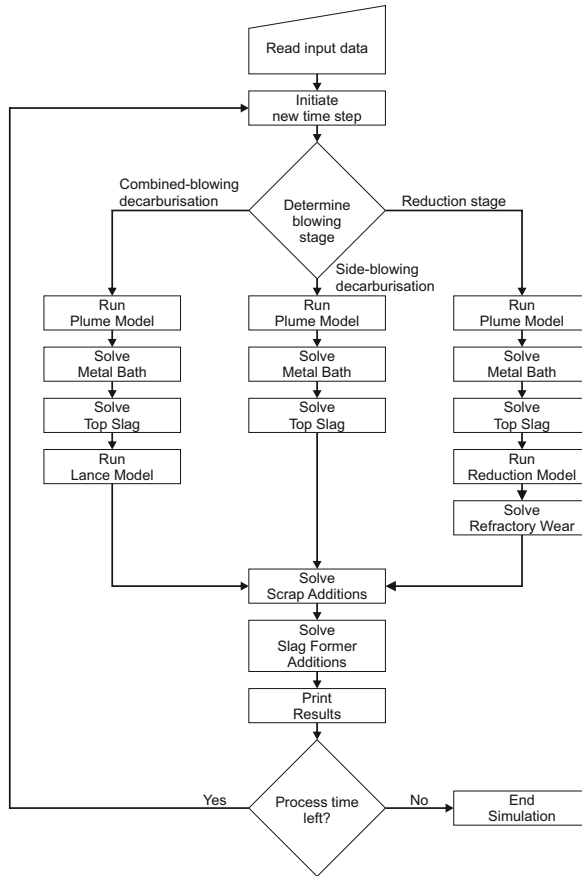 Read input data
Initiate
new time step
Combined-blowing
decarburisation
Determine
blowing
stage
Reduction stage
Side-blowing
decarburisation
Run
Plume Model
Solve
Metal Bath
Solve
Top Slag
Run
Lance Model
Run
Plume Model
Solve
Metal Bath
Solve
Top Slag
Run
Plume Model
Solve
Metal Bath
Solve
Top Slag
Run
Reduction Model
Solve
Refractory Wear
Solve
Scrap Additions
Solve
Slag Former
Additions
Print
Results
Yes
Process time
left?
No
End
Simulation